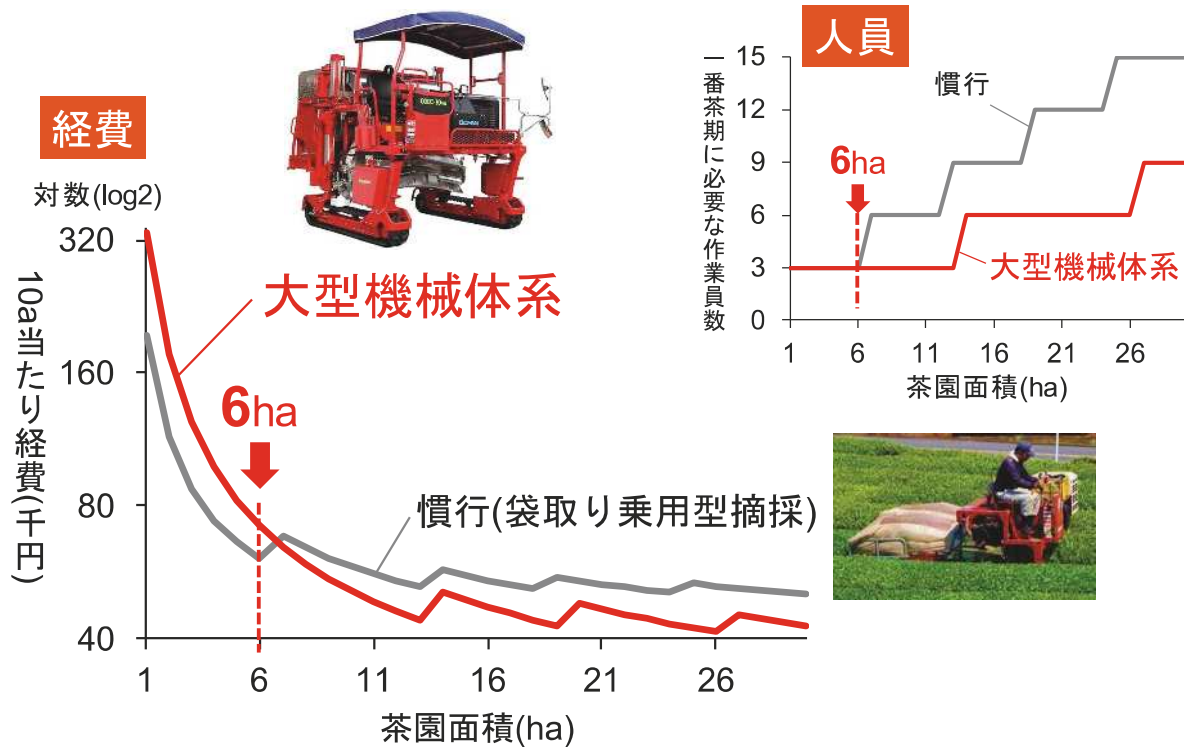 経費
対数(log2)
320
160
80
40
10a当たり経費(千円)
大型機械体系
6ha
慣行(袋取り乗用型摘採)
1 6 11 16 21 26
茶園面積(ha)
人員
15
12
9
6
3
0
一番茶期に必要な作業員数
慣行
6ha
大型機械体系
1 6 11 16 21 26
茶園面積(ha)